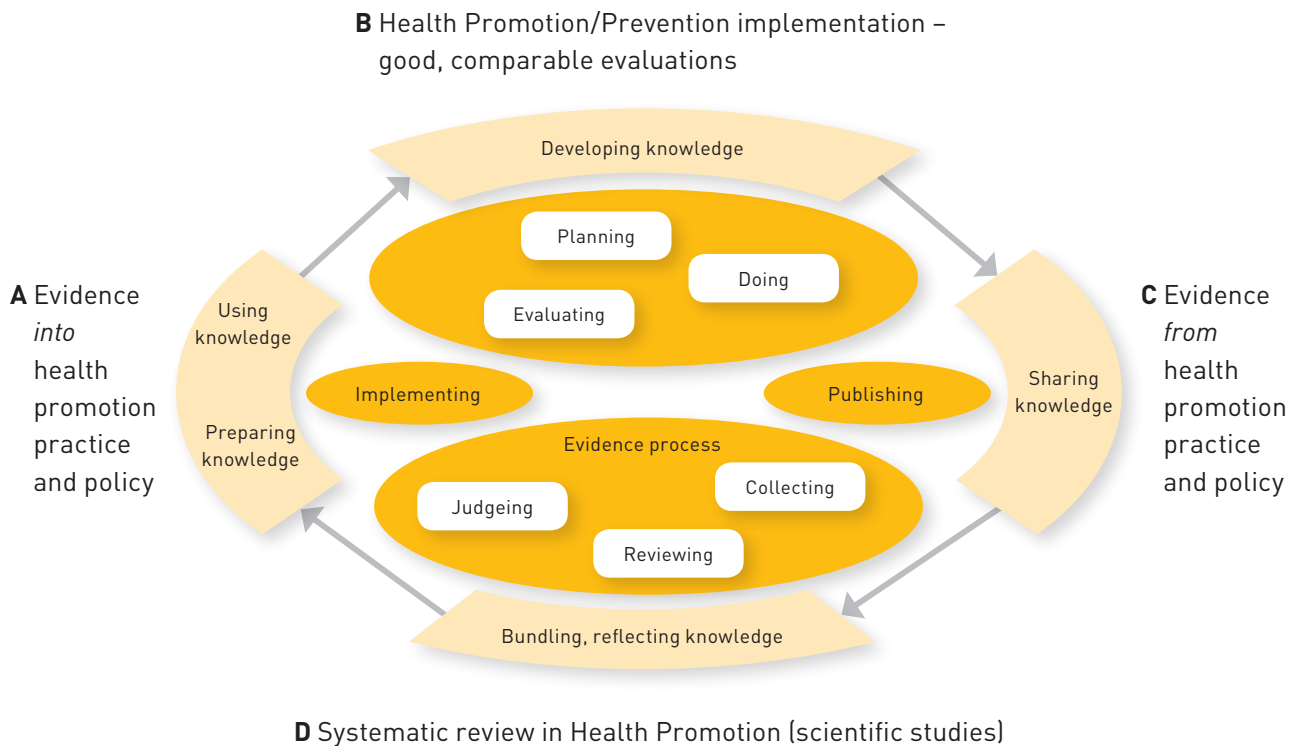 B Health Promotion/Prevention implementation –
good, comparable evaluations
Developing knowledge
Planning
Doing
Evaluating
A Evidence
into
health
promotion
practice
and policy
Using
knowledge
Preparing
knowledge
Implementing
Publishing
Sharing
knowledge
C Evidence
from
health
promotion
practice
and policy
Evidence process
Collecting
Judgeing
Reviewing
Bundling, reflecting knowledge
D Systematic review in Health Promotion (scientific studies)